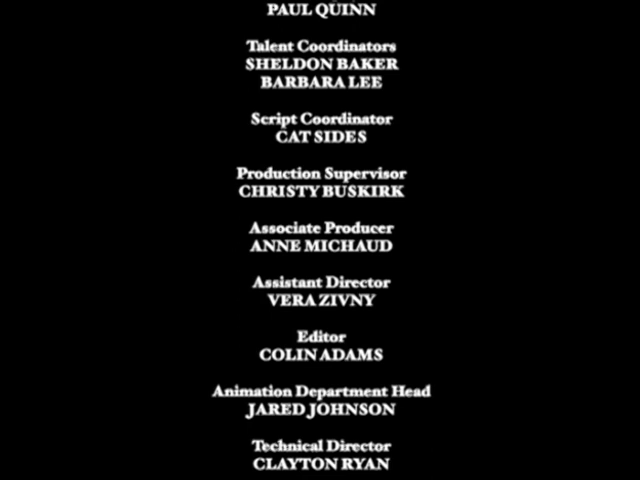 PAUL QUINN
Talent Coordinators
SHELDON BAKER
BARBARA LEE
Script Coordinator
CAT SIDES
Production Supervisor
CHRISTY BUSKIRK
Associate Producer
ANNE MICHAUD
Assistant Director
VERA ZIVNY
Editor
COLIN ADAMS
Animation Department Head
JARED JOHNSON
Technical Director
CLAYTON RYAN